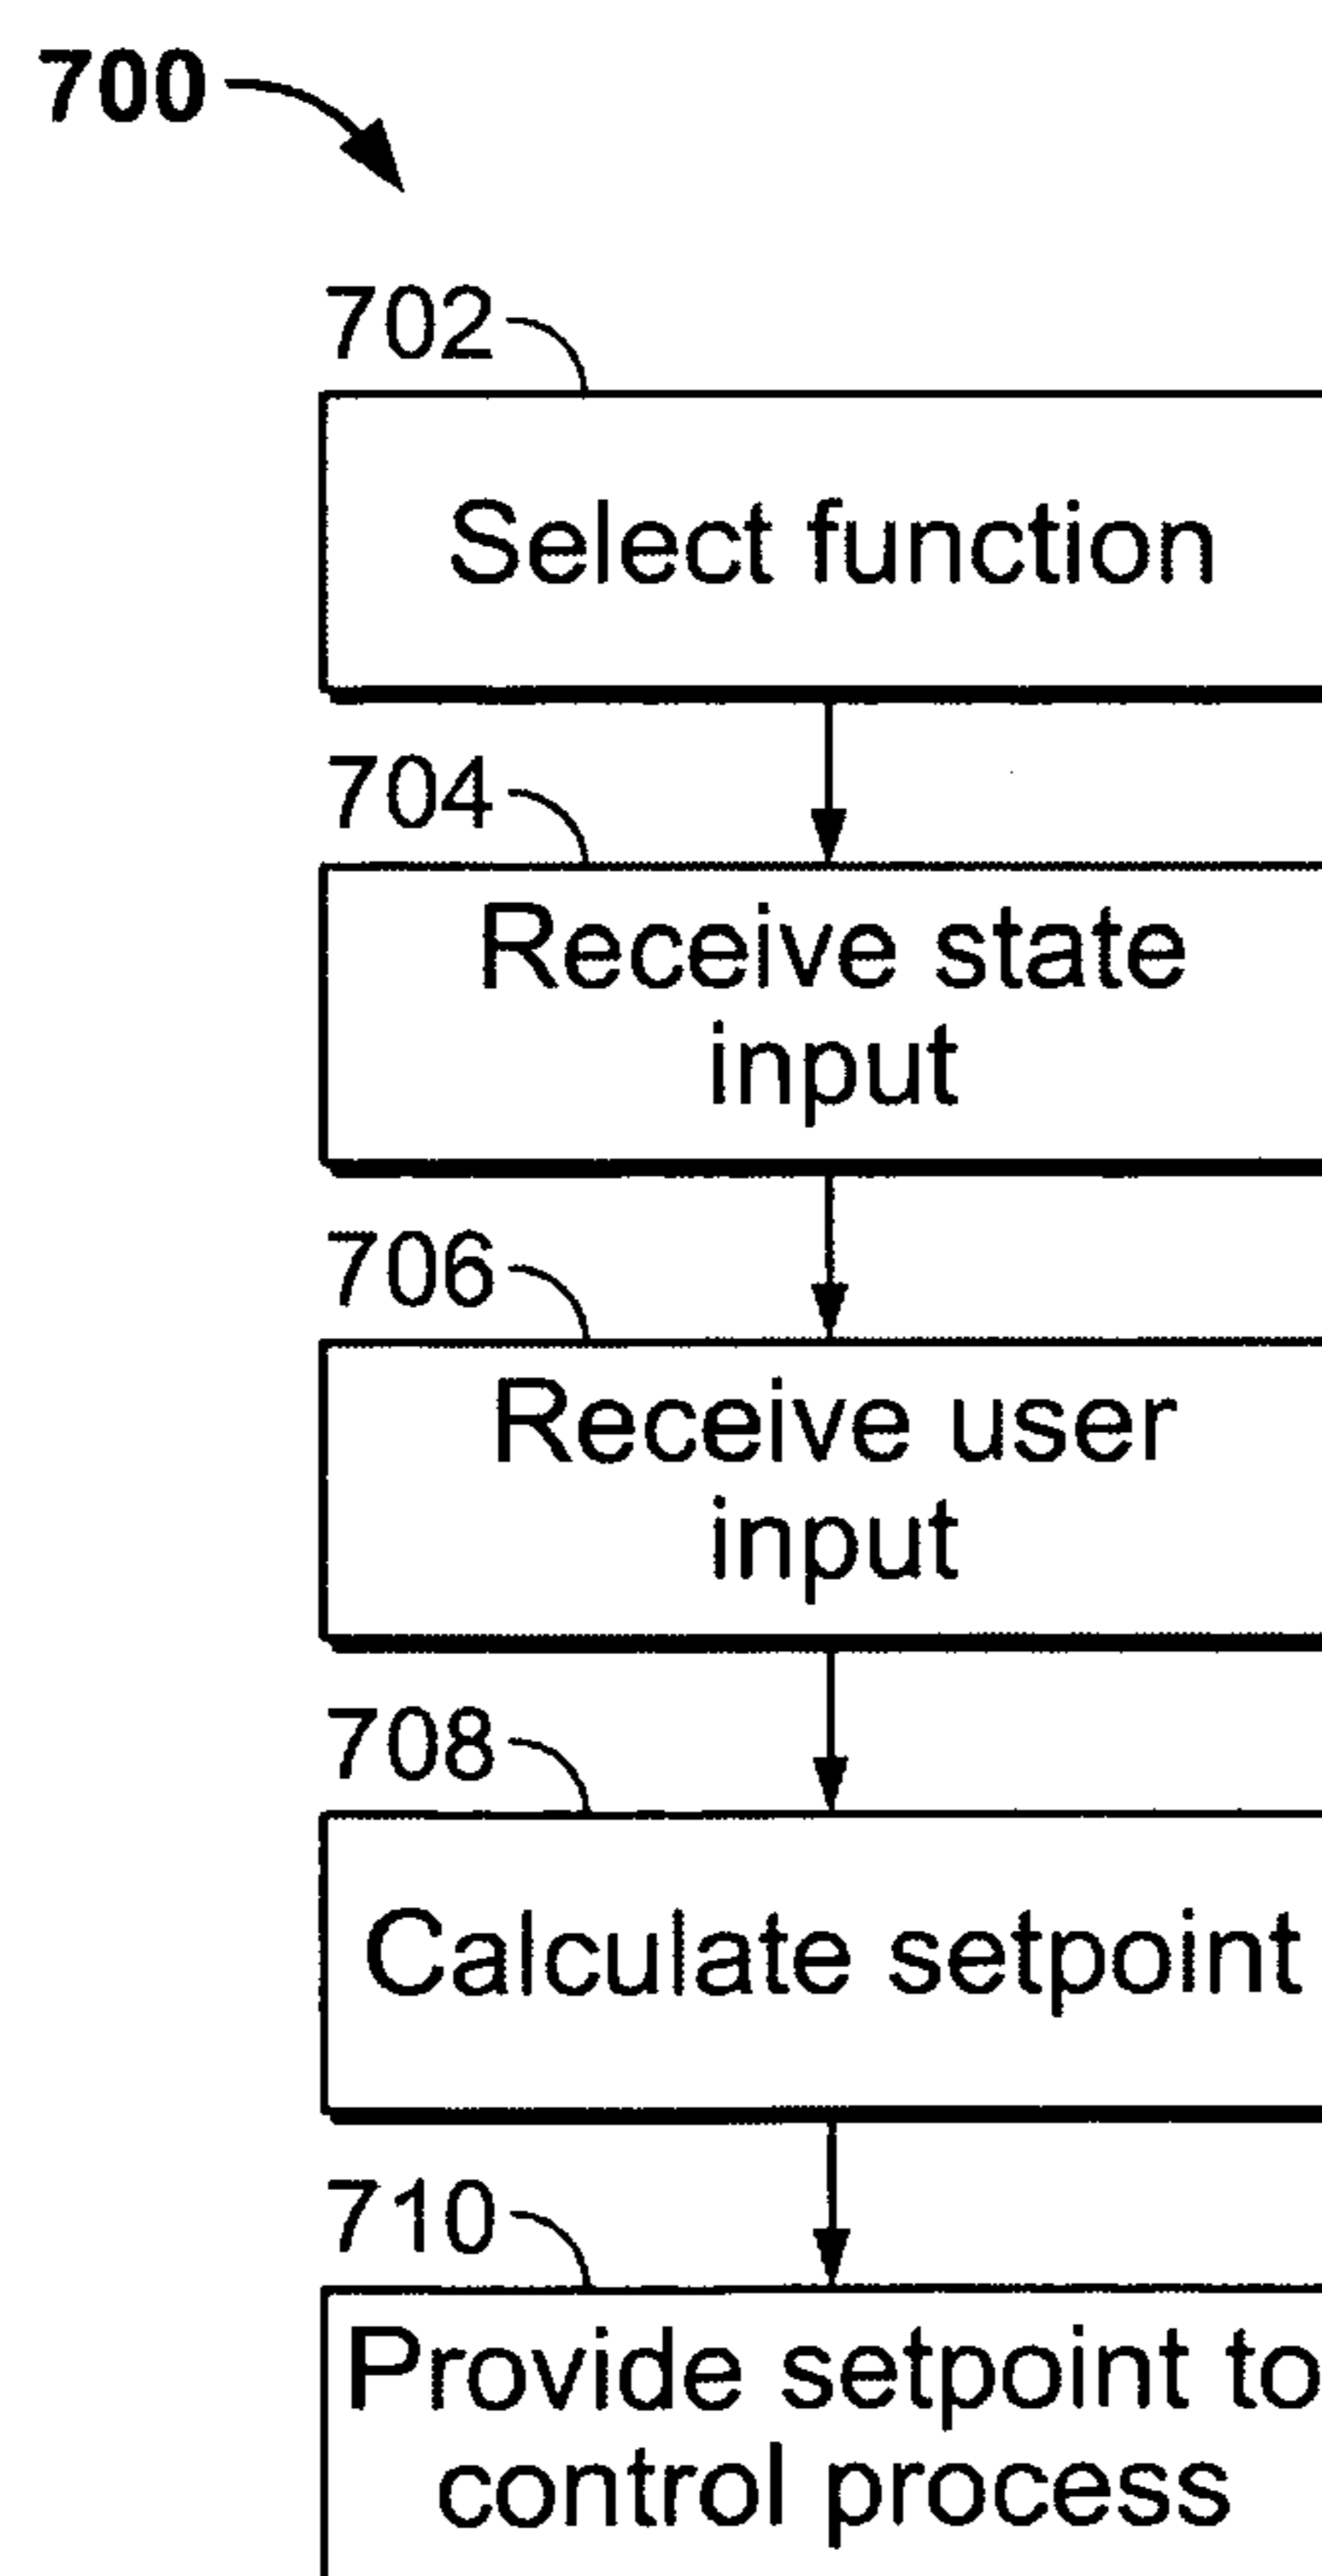 700
702
Select function
704
Receive state
input
706
Receive user
input
708
Calculate setpoint
710
Provide setpoint to
control process